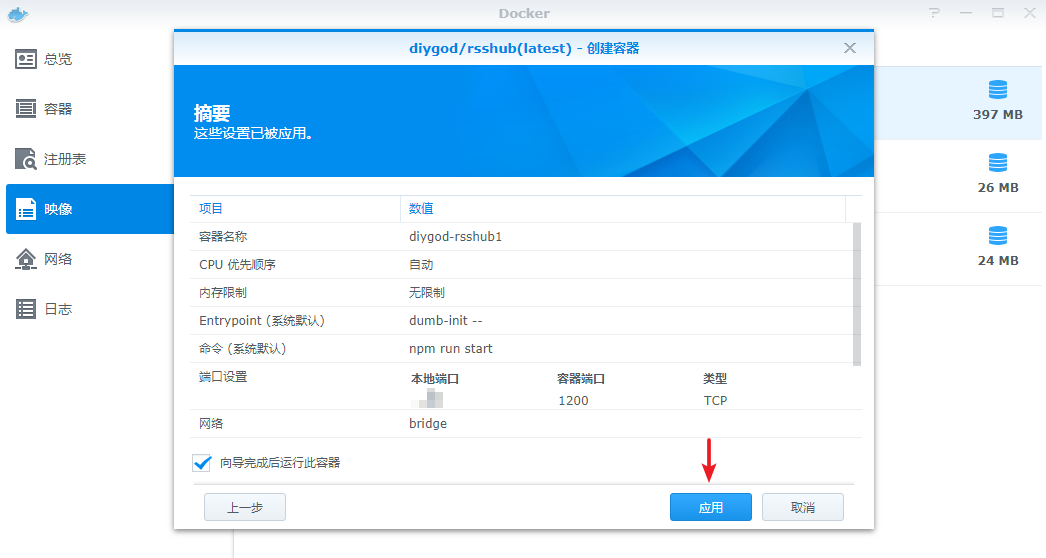 Docker
总览
容器
注册表
映像
网络
日志
diygod/rsshub(latest) - 创建容器
摘要
这些设置已被应用。
项目 数值
容器名称 diygod-rsshub1
CPU 优先顺序 自动
内存限制 无限制
Entrypoint (系统默认) dumb-init --
命令 (系统默认) npm run start
端口设置 本地端口 容器端口 类型
1200 TCP
网络 bridge
向导完成后运行此容器
上一步 应用 取消
397 MB
26 MB
24 MB